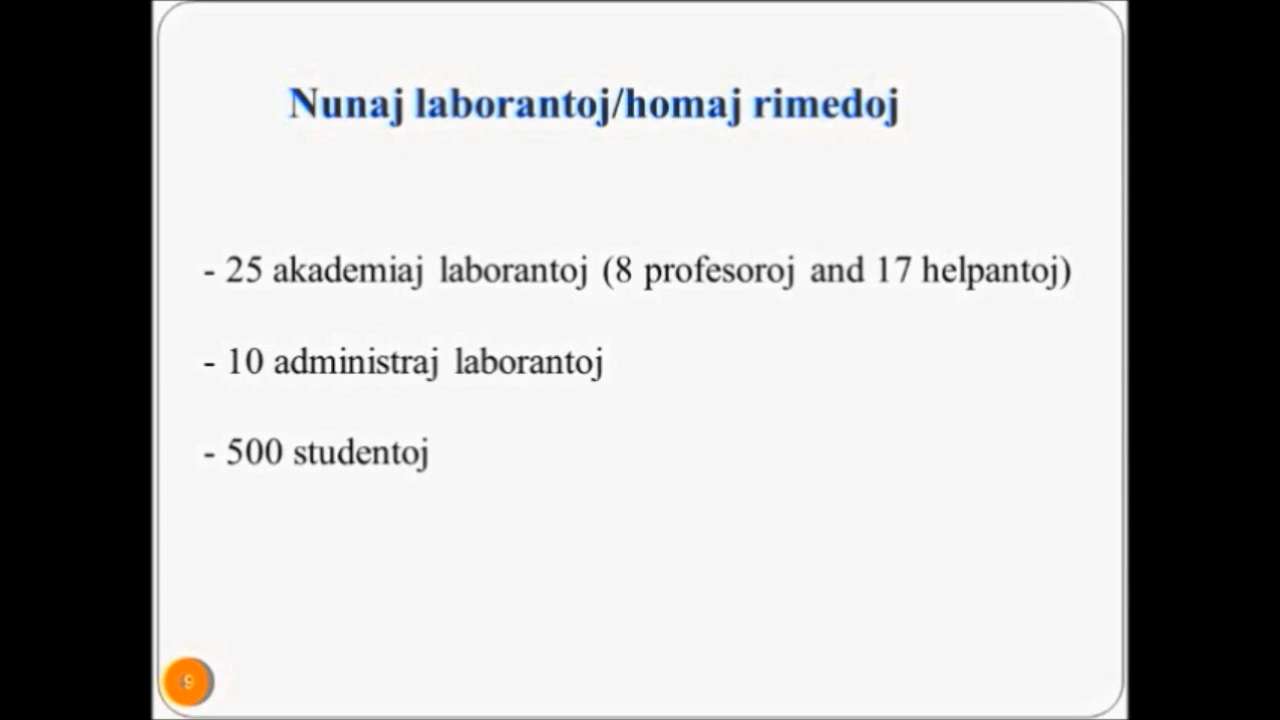 Nunaj laborantoj/homaj rimedoj
- 25 akademiaj laborantoj (8 profesoroj and 17 helpantoj)
- 10 administraj laborantoj
- 500 studentoj
9